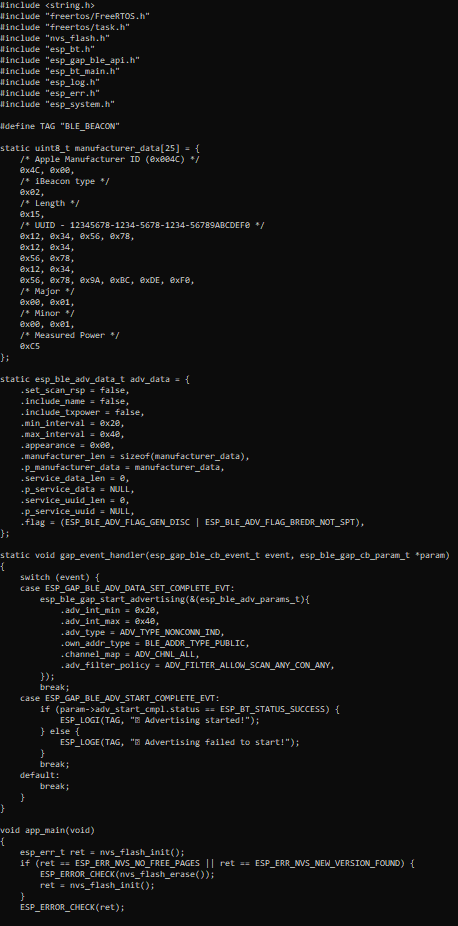 #include <string.h>
#include "freertos/FreeRTOS.h"
#include "freertos/task.h"
#include "nvs_flash.h"
#include "esp_bt.h"
#include "esp_gap_ble_api.h"
#include "esp_bt_main.h"
#include "esp_log.h"
#include "esp_err.h"
#include "esp_system.h"

#define TAG "BLE_BEACON"

static uint8_t manufacturer_data[25] = {
    /* Apple Manufacturer ID (0x004C) */
    0x4C, 0x00,
    /* iBeacon type */
    0x02,
    /* Length */
    0x15,
    /* UUID - 12345678-1234-5678-1234-56789ABCDEF0 */
    0x12, 0x34, 0x56, 0x78,
    0x12, 0x34,
    0x56, 0x78,
    0x12, 0x34,
    0x56, 0x78, 0x9A, 0xBC, 0xDE, 0xF0,
    /* Major */
    0x00, 0x01,
    /* Minor */
    0x00, 0x01,
    /* Measured Power */
    0xC5
};

static esp_ble_adv_data_t adv_data = {
    .set_scan_rsp = false,
    .include_name = false,
    .include_txpower = false,
    .min_interval = 0x20,
    .max_interval = 0x40,
    .appearance = 0x00,
    .manufacturer_len = sizeof(manufacturer_data),
    .p_manufacturer_data = manufacturer_data,
    .service_data_len = 0,
    .p_service_data = NULL,
    .service_uuid_len = 0,
    .p_service_uuid = NULL,
    .flag = (ESP_BLE_ADV_FLAG_GEN_DISC | ESP_BLE_ADV_FLAG_BREDR_NOT_SPT),
};

static void gap_event_handler(esp_gap_ble_cb_event_t event, esp_ble_gap_cb_param_t *param)
{
    switch (event) {
    case ESP_GAP_BLE_ADV_DATA_SET_COMPLETE_EVT:
        esp_ble_gap_start_advertising(&(esp_ble_adv_params_t){
            .adv_int_min = 0x20,
            .adv_int_max = 0x40,
            .adv_type = ADV_TYPE_NONCONN_IND,
            .own_addr_type = BLE_ADDR_TYPE_PUBLIC,
            .channel_map = ADV_CHNL_ALL,
            .adv_filter_policy = ADV_FILTER_ALLOW_SCAN_ANY_CON_ANY,
        });
        break;
    case ESP_GAP_BLE_ADV_START_COMPLETE_EVT:
        if (param->adv_start_cmpl.status == ESP_BT_STATUS_SUCCESS) {
            ESP_LOGI(TAG, " Advertising started!");
        } else {
            ESP_LOGE(TAG, " Advertising failed to start!");
        }
        break;
    default:
        break;
    }
}

void app_main(void)
{
    esp_err_t ret = nvs_flash_init();
    if (ret == ESP_ERR_NVS_NO_FREE_PAGES || ret == ESP_ERR_NVS_NEW_VERSION_FOUND) {
        ESP_ERROR_CHECK(nvs_flash_erase());
        ret = nvs_flash_init();
    }
    ESP_ERROR_CHECK(ret);